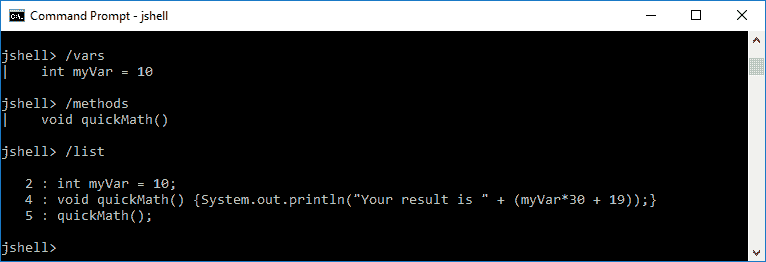 Command Prompt - jshell
jshell> /vars
|    int myVar = 10
jshell> /methods
|    void quickMath()
jshell> /list
   2 : int myVar = 10;
   4 : void quickMath() {System.out.println("Your result is " + (myVar*30 + 19));}
   5 : quickMath();
jshell>